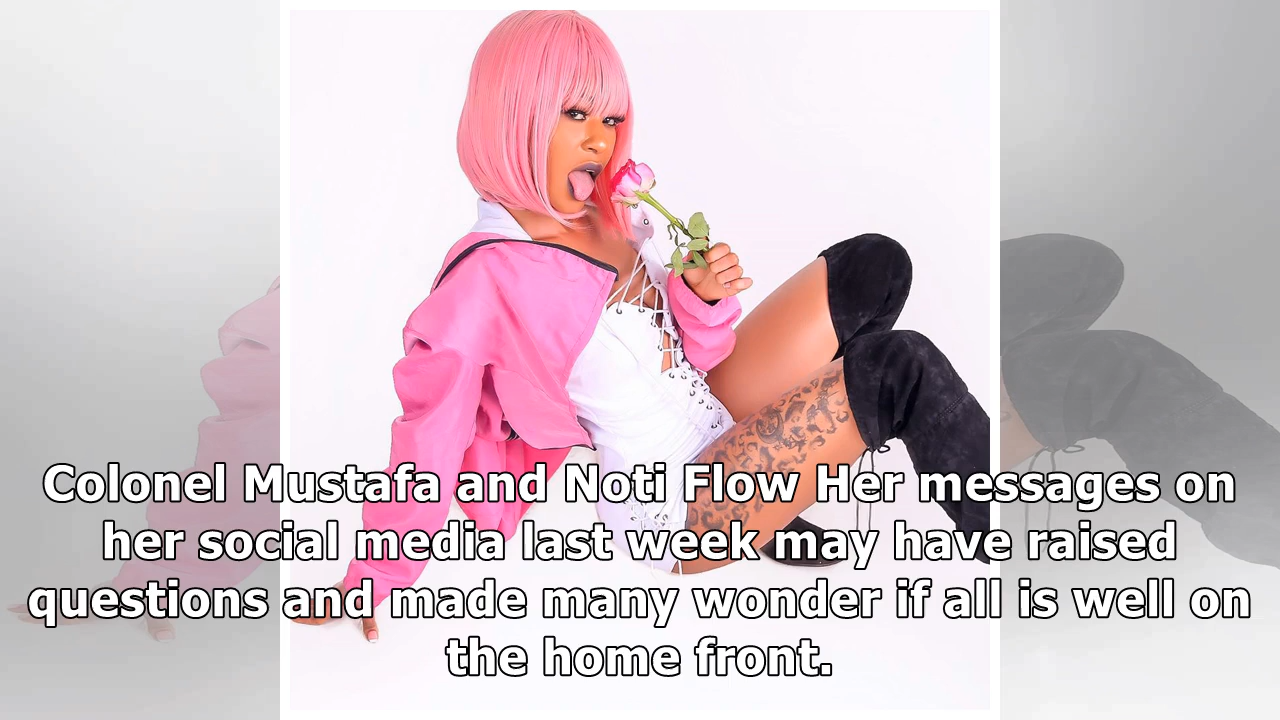 Colonel Mustafa and Noti Flow Her messages on
her social media last week may have raised
questions and made many wonder if all is well on
the home front.